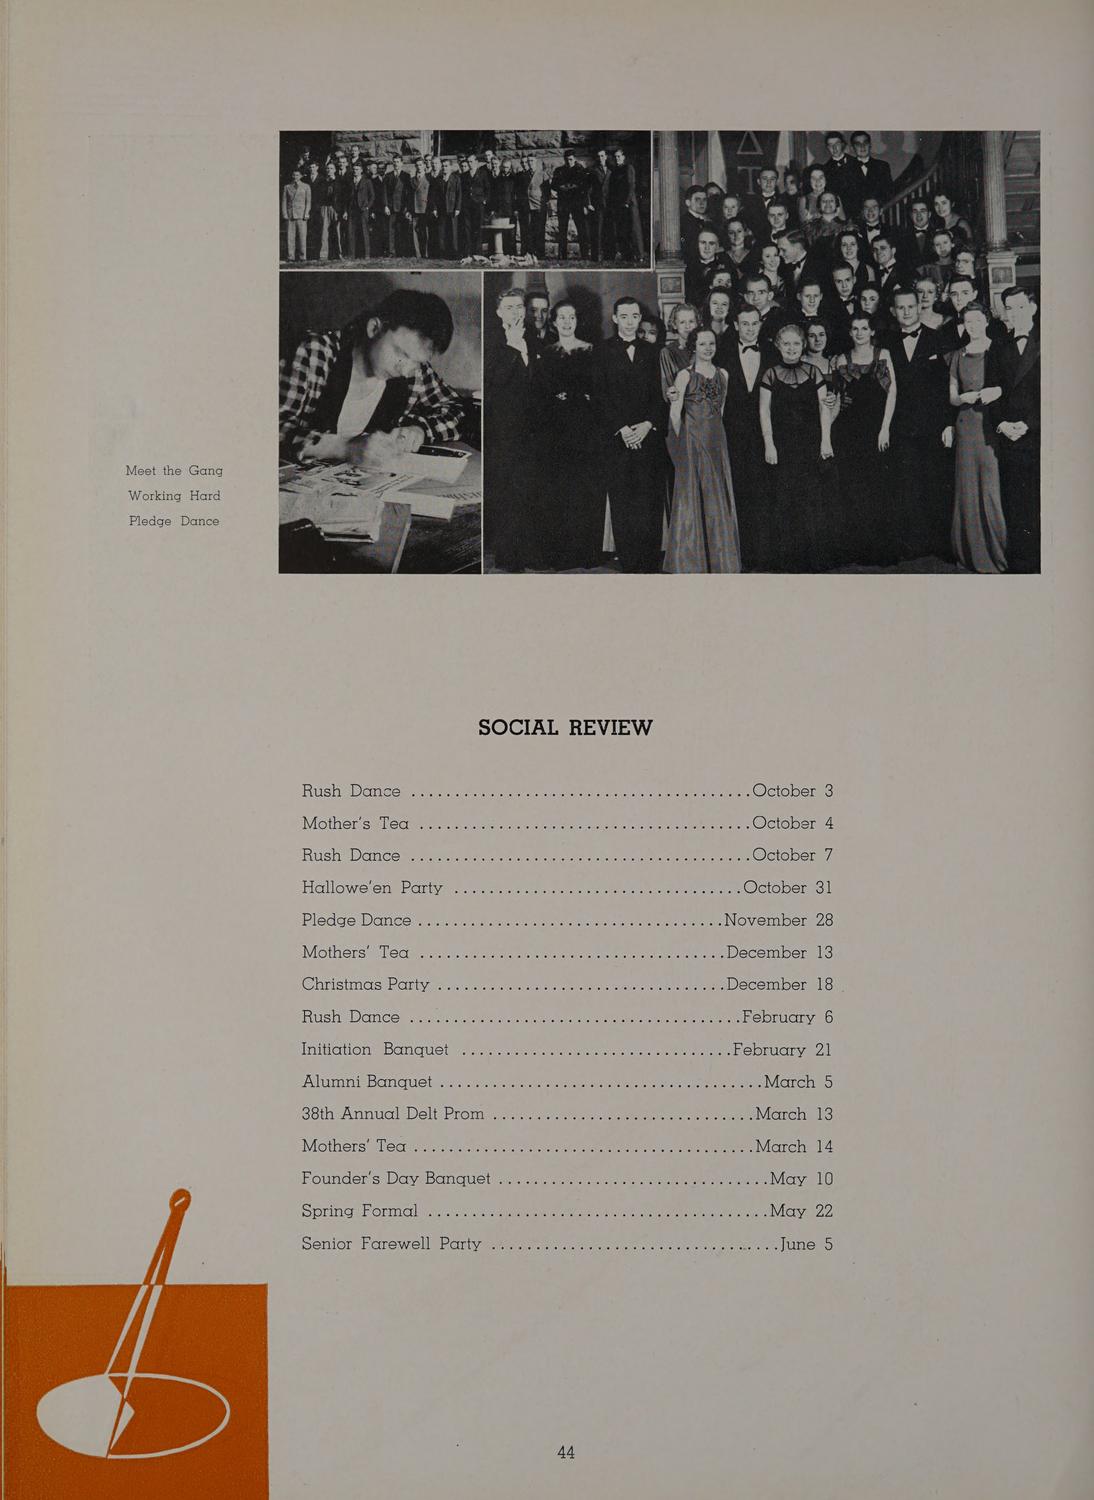 Meet the Gang
Working Hard
Pledge Dance
SOCIAL REVIEW
Rush Dance ........................................October 3
Mother's Tea .......................................October 4
Rush Dance ........................................October 7
Hallowe'en Party ..................................October 31
Pledge Dance ....................................November 28
Mothers' Tea ....................................December 13
Christmas Party ..................................December 18
Rush Dance .......................................February 6
Initiation Banquet ................................February 21
Alumni Banquet ......................................March 5
38th Annual Delt Prom ...............................March 13
Mothers' Tea ........................................March 14
Founder's Day Banquet ................................May 10
Spring Formal ........................................May 22
Senior Farewell Party ..................................June 5
44